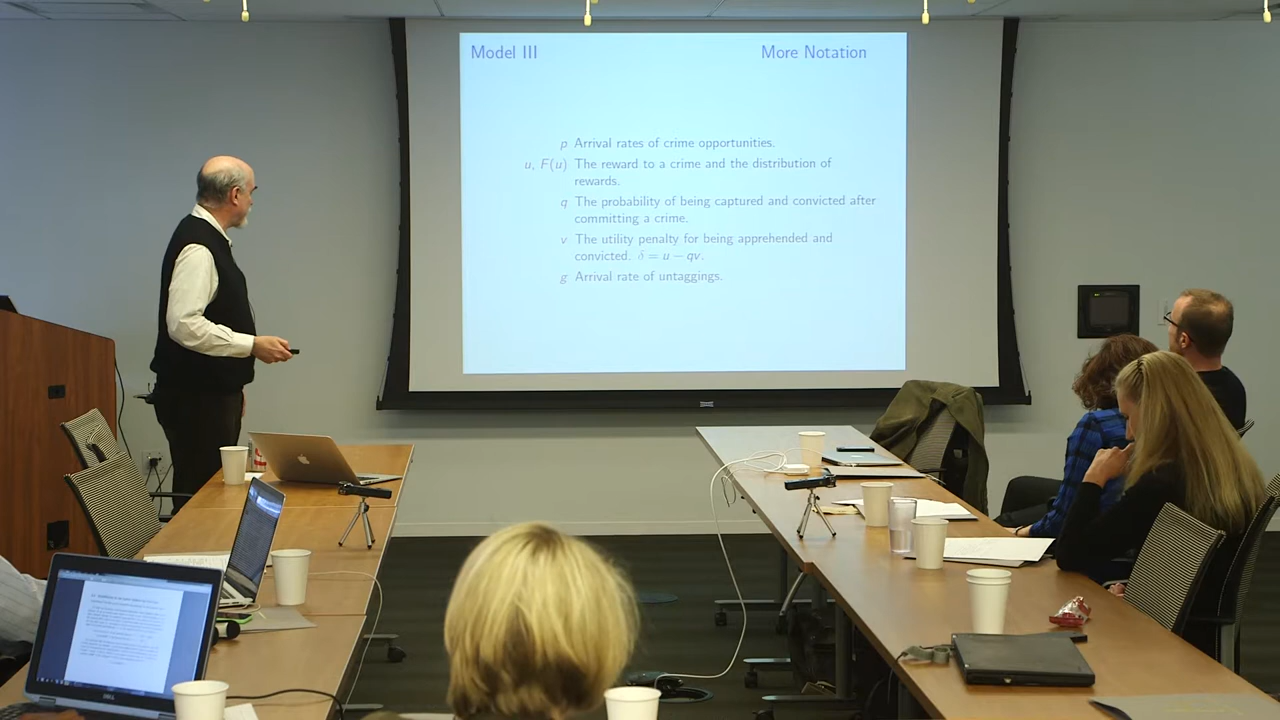 Model III More Notation
p Arrival rates of crime opportunities.
u, F(u) The reward to a crime and the distribution of
rewards.
q The probability of being captured and convicted after
committing a crime.
v The utility penalty for being apprehended and
convicted. δ = u − qv.
g Arrival rate of untaggings.
DELL